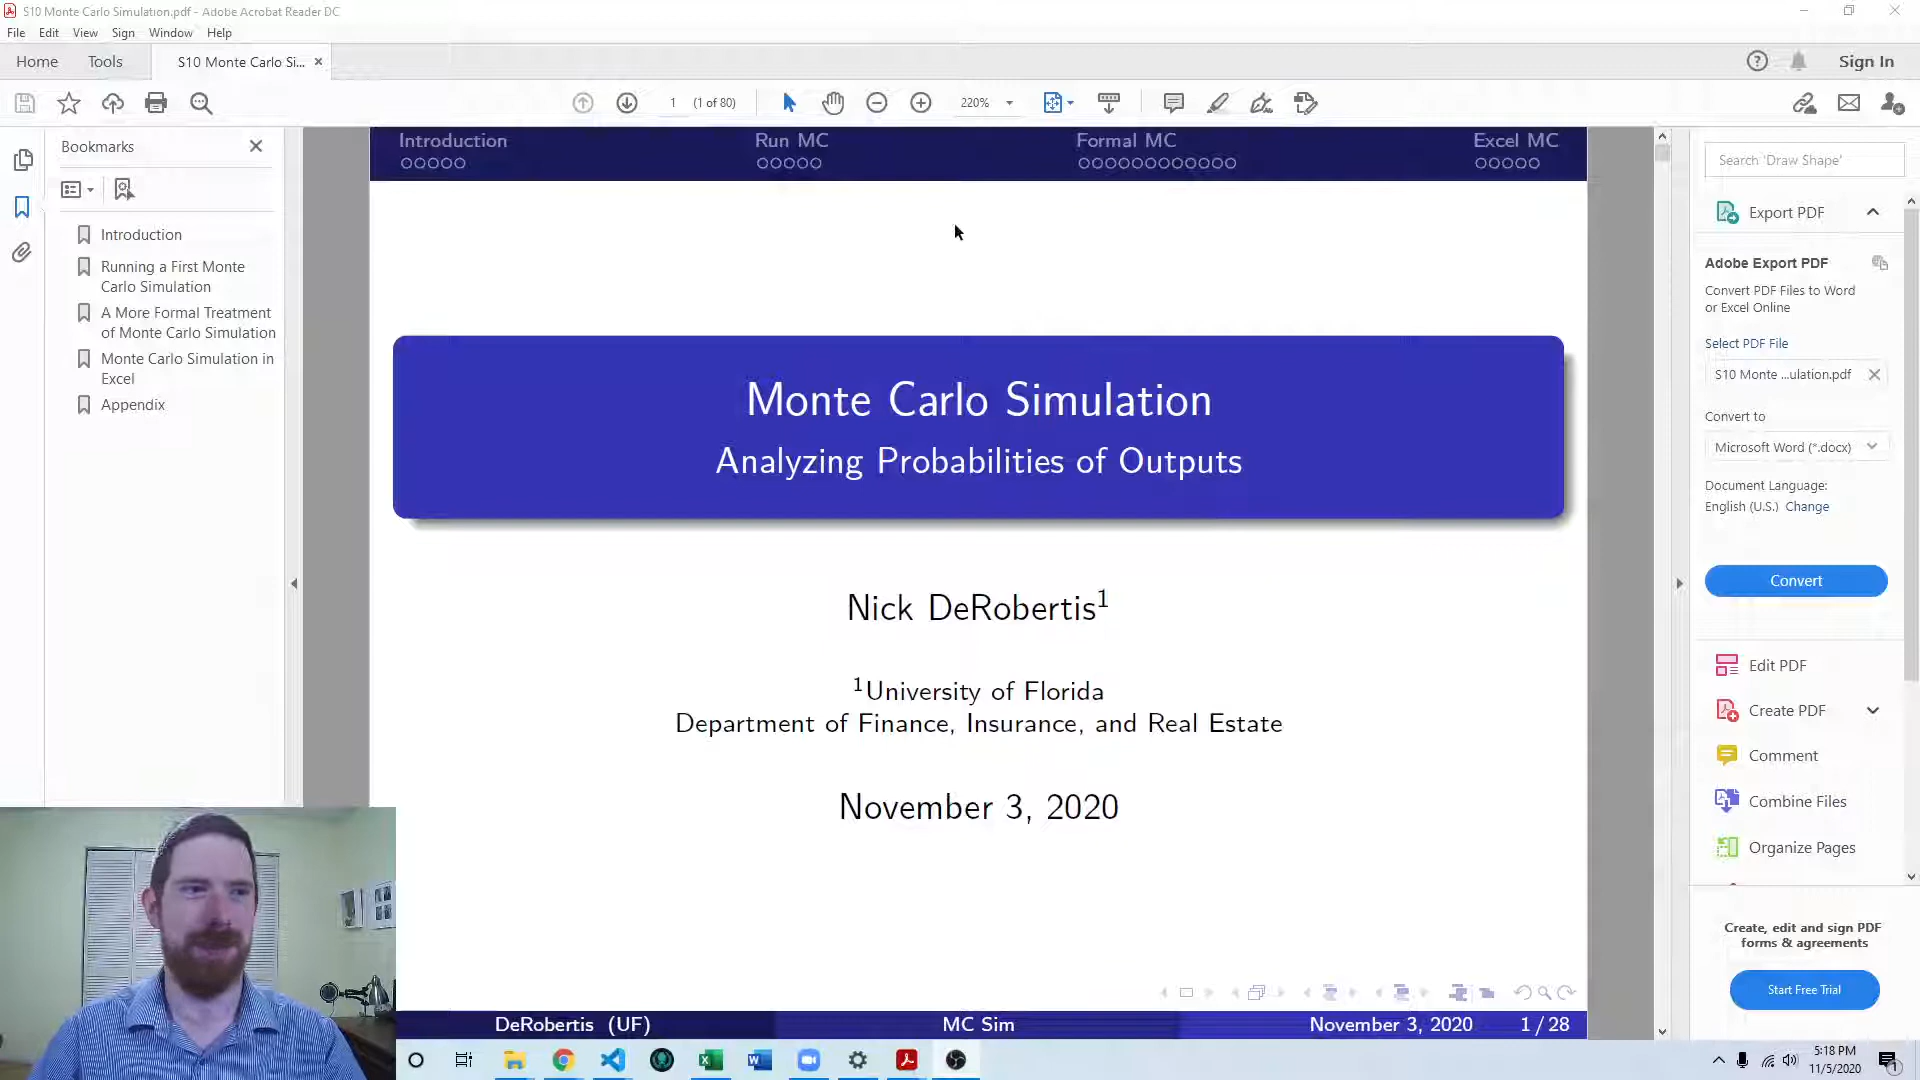 S10 Monte Carlo Simulation.pdf - Adobe Acrobat Reader DC
File Edit View Sign Window Help
Home Tools S10 Monte Carlo Si... Sign In
1 (1 of 80) 220%
Bookmarks
Introduction
Running a First Monte
Carlo Simulation
A More Formal Treatment
of Monte Carlo Simulation
Monte Carlo Simulation in
Excel
Appendix
Introduction Run MC Formal MC Excel MC
Monte Carlo Simulation
Analyzing Probabilities of Outputs
Nick DeRobertis1
1University of Florida
Department of Finance, Insurance, and Real Estate
November 3, 2020
DeRobertis (UF) MC Sim November 3, 2020 1 / 28
Search 'Draw Shape'
Export PDF
Adobe Export PDF
Convert PDF Files to Word
or Excel Online
Select PDF File
S10 Monte ...ulation.pdf
Convert to
Microsoft Word (*.docx)
Document Language:
English (U.S.) Change
Convert
Edit PDF
Create PDF
Comment
Combine Files
Organize Pages
Create, edit and sign PDF
forms & agreements
Start Free Trial
5:18 PM
11/5/2020